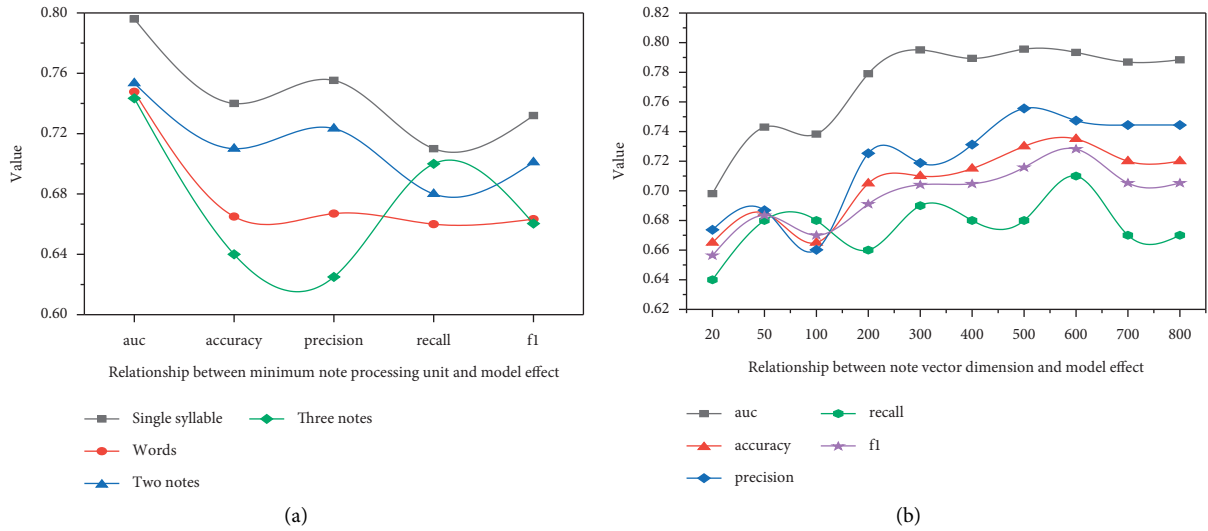 0.80
0.76
0.72
0.68
0.64
0.60
Value
auc accuracy precision recall f1
Relationship between minimum note processing unit and model effect
Single syllable Three notes
Words
Two notes
(a)
0.82
0.80
0.78
0.76
0.74
0.72
0.70
0.68
0.66
0.64
0.62
Value
20 50 100 200 300 400 500 600 700 800
Relationship between note vector dimension and model effect
auc recall
accuracy f1
precision
(b)